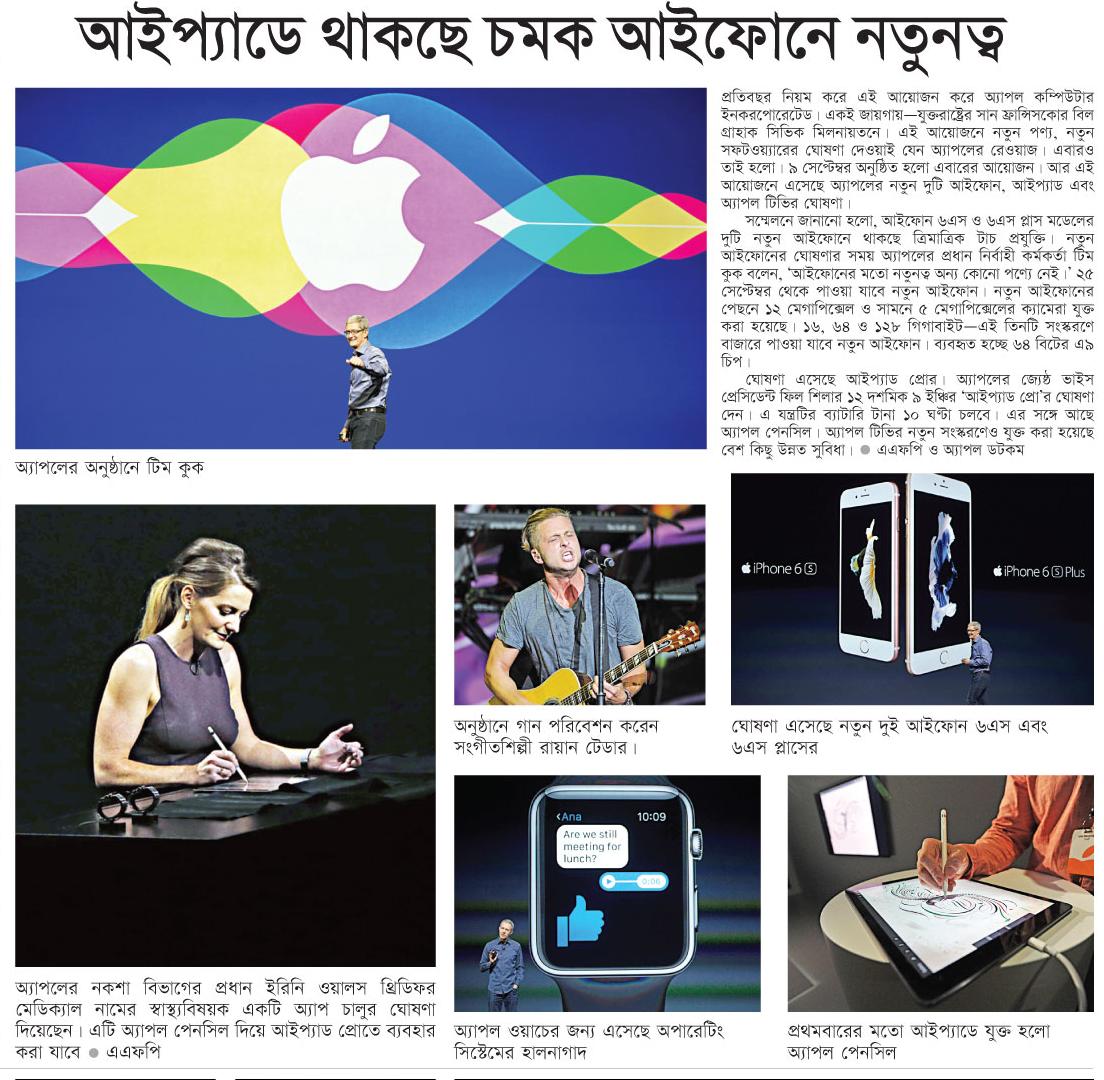 আইপ্যাডে থাকছে চমক আইফোনে নতুনত্ব
প্রতিবছর নিয়ম করে এই আয়োজন করে অ্যাপল কম্পিউটার
ইনকরপোরেটেড। একই জায়গায়—যুক্তরাষ্ট্রের সান ফ্রান্সিসকোর বিল
গ্রাহাক সিভিক মিলনায়তনে। এই আয়োজনে নতুন পণ্য, নতুন
সফটওয়্যারের ঘোষণা দেওয়াই যেন অ্যাপলের রেওয়াজ। এবারও
তাই হলো। ৯ সেপ্টেম্বর অনুষ্ঠিত হলো এবারের আয়োজন। আর এই
আয়োজনে এসেছে অ্যাপলের নতুন দুটি আইফোন, আইপ্যাড এবং
অ্যাপল টিভির ঘোষণা।
সম্মেলনে জানানো হলো, আইফোন ৬এস ও ৬এস প্লাস মডেলের
দুটি নতুন আইফোনে থাকছে ত্রিমাত্রিক টাচ প্রযুক্তি। নতুন
আইফোনের ঘোষণার সময় অ্যাপলের প্রধান নির্বাহী কর্মকর্তা টিম
কুক বলেন, ‘আইফোনের মতো নতুনত্ব অন্য কোনো পণ্যে নেই।’ ২৫
সেপ্টেম্বর থেকে পাওয়া যাবে নতুন আইফোন। নতুন আইফোনের
পেছনে ১২ মেগাপিক্সেল ও সামনে ৫ মেগাপিক্সেলের ক্যামেরা যুক্ত
করা হয়েছে। ১৬, ৬৪ ও ১২৮ গিগাবাইট—এই তিনটি সংস্করণে
বাজারে পাওয়া যাবে নতুন আইফোন। ব্যবহৃত হচ্ছে ৬৪ বিটের এ৯
চিপ।
ঘোষণা এসেছে আইপ্যাড প্রোর। অ্যাপলের জ্যেষ্ঠ ভাইস
প্রেসিডেন্ট ফিল শিলার ১২ দশমিক ৯ ইঞ্চির ‘আইপ্যাড প্রো’র ঘোষণা
দেন। এ যন্ত্রটির ব্যাটারি টানা ১০ ঘণ্টা চলবে। এর সঙ্গে আছে
অ্যাপল পেনসিল। অ্যাপল টিভির নতুন সংস্করণেও যুক্ত করা হয়েছে
বেশ কিছু উন্নত সুবিধা। ● এএফপি ও অ্যাপল ডটকম
অ্যাপলের অনুষ্ঠানে টিম কুক
iPhone 6S
iPhone 6S Plus
অনুষ্ঠানে গান পরিবেশন করেন
সংগীতশিল্পী রায়ান টেডার।
ঘোষণা এসেছে নতুন দুই আইফোন ৬এস এবং
৬এস প্লাসের
<Ana 10:09
Are we still
meeting for
lunch?
0:06
অ্যাপলের নকশা বিভাগের প্রধান ইরিনি ওয়ালস থ্রিডিফর
মেডিক্যাল নামের স্বাস্থ্যবিষয়ক একটি অ্যাপ চালুর ঘোষণা
দিয়েছেন। এটি অ্যাপল পেনসিল দিয়ে আইপ্যাড প্রোতে ব্যবহার
করা যাবে ● এএফপি
অ্যাপল ওয়াচের জন্য এসেছে অপারেটিং
সিস্টেমের হালনাগাদ
প্রথমবারের মতো আইপ্যাডে যুক্ত হলো
অ্যাপল পেনসিল